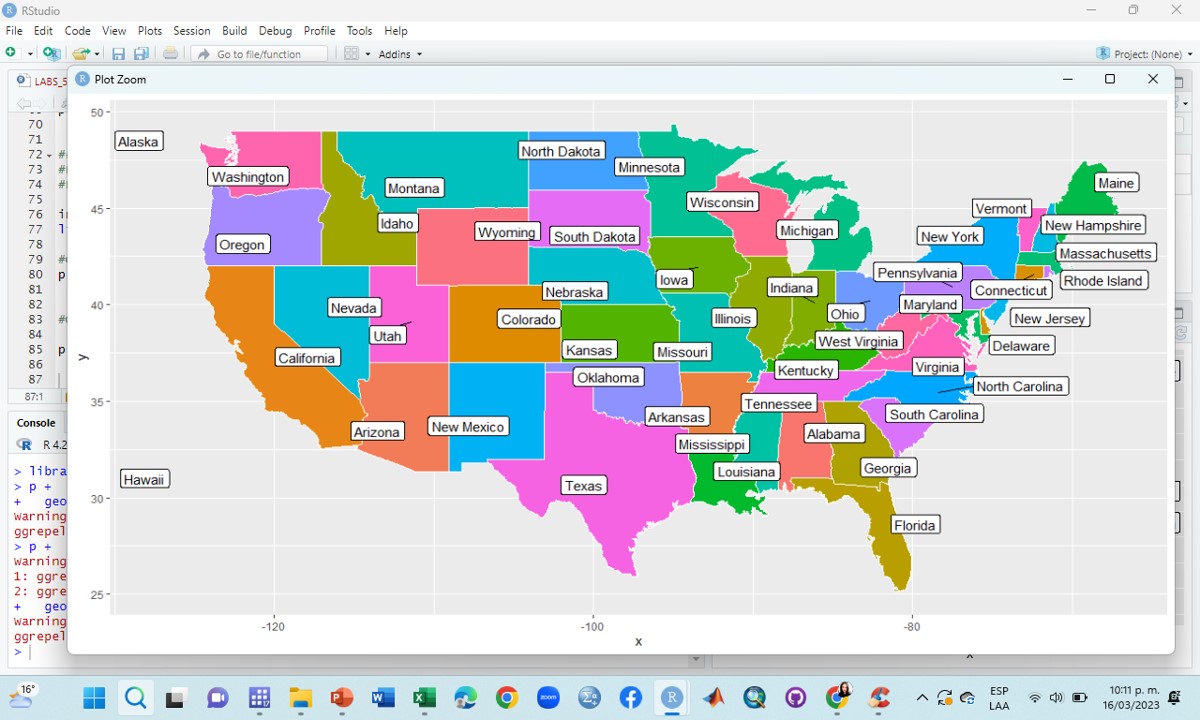 RStudio
File Edit Code View Plots Session Build Debug Profile Tools Help
Go to file/function
Addins
Project: (None)
LABS_5
Plot Zoom
70
71
72
73
74
75
76
77
78
79
80
81
82
83
84
85
86
87
87:1
Console
R 4.2
> libra
> p +
+ geo
Warning
ggrepel
> p +
Warning
1: ggre
2: ggre
+ geo
Warning
ggrepel
>
50
45
40
35
30
25
y
-120
-100
-80
x
Alaska
Washington
Montana
North Dakota
Minnesota
Maine
Idaho
Oregon
Wyoming
South Dakota
Wisconsin
Michigan
Vermont
New Hampshire
New York
Massachusetts
Iowa
Nebraska
Indiana
Pennsylvania
Connecticut
Rhode Island
Nevada
Utah
Colorado
Illinois
Ohio
Maryland
New Jersey
California
Kansas
Missouri
West Virginia
Delaware
Oklahoma
Kentucky
Virginia
North Carolina
Arizona
New Mexico
Arkansas
Tennessee
South Carolina
Mississippi
Alabama
Hawaii
Texas
Louisiana
Georgia
Florida
16°
zoom
ESP
LAA
10:11 p. m.
16/03/2023